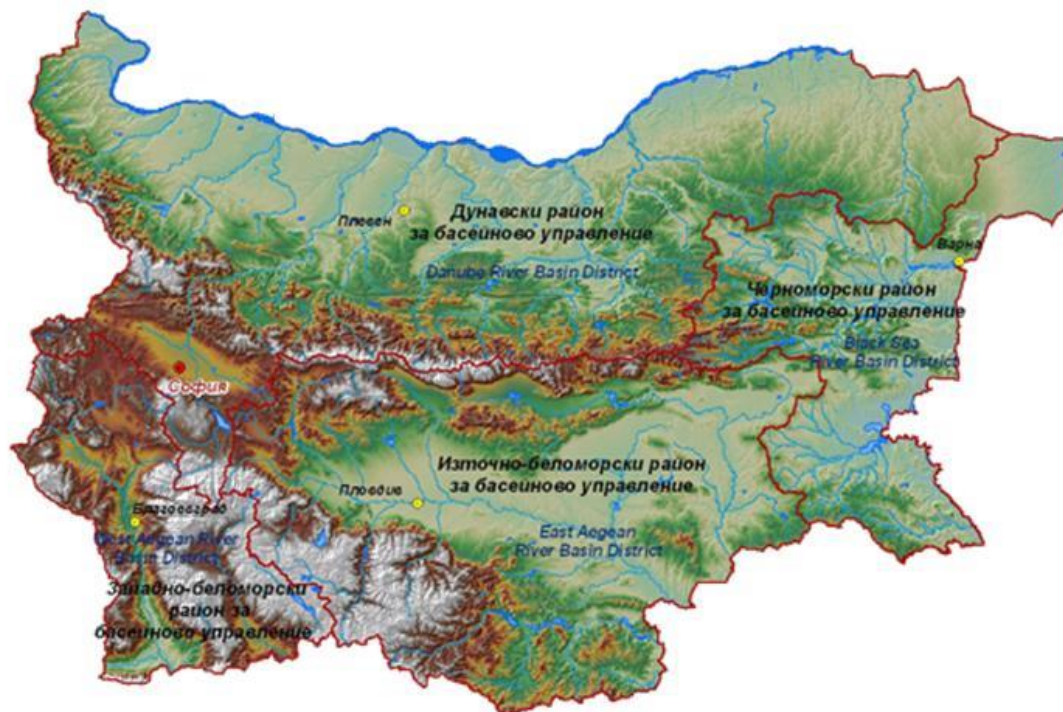 Плевен
Дунавски район
за басейново управление
Danube River Basin District
Варна
Черноморски район
за басейново управление
Black Sea
River Basin District
София
Източно-беломорски район
за басейново управление
Пловдив
East Aegean
River Basin District
Благоевград
West Aegean River
Basin District
Западно-беломорски
район за
басейново управление